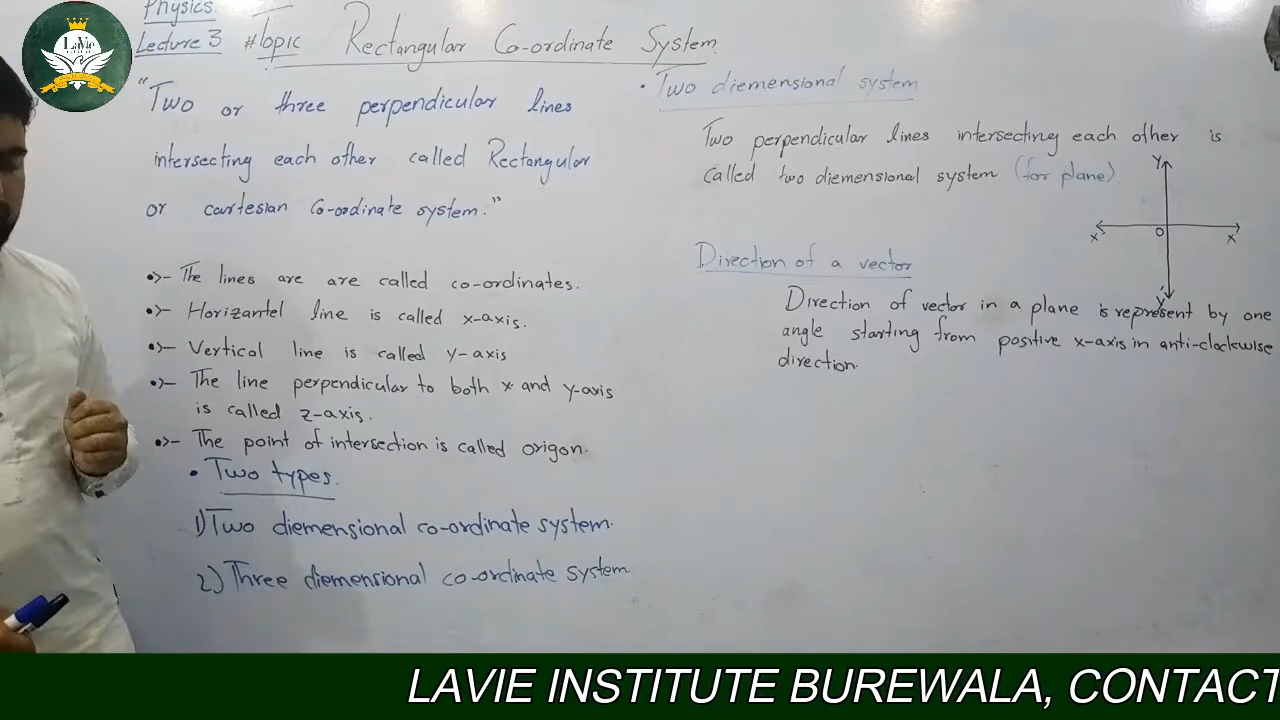 Physics.
Lecture 3 #Topic Rectangular Co-ordinate System
"Two or three perpendicular lines
intersecting each other called Rectangular
or cartesian Co-ordinate system."
•>- The lines are are called co-ordinates.
•>- Horizantel line is called x-axis.
•>- Vertical line is called y-axis
•>- The line perpendicular to both x and y-axis
is called z-axis.
•>- The point of intersection is called origon.
• Two types.
1) Two diemensional co-ordinate system.
2) Three diemensional co-ordinate system
• Two diemensional system
Two perpendicular lines intersecting each other is
called two diemensional system (for plane).
Y
X O X
Y'
Direction of a vector
Direction of vector in a plane is represent by one
angle starting from positive x-axis in anti-clockwise
direction.
LaVie
LAVIE INSTITUTE BUREWALA, CONTACT